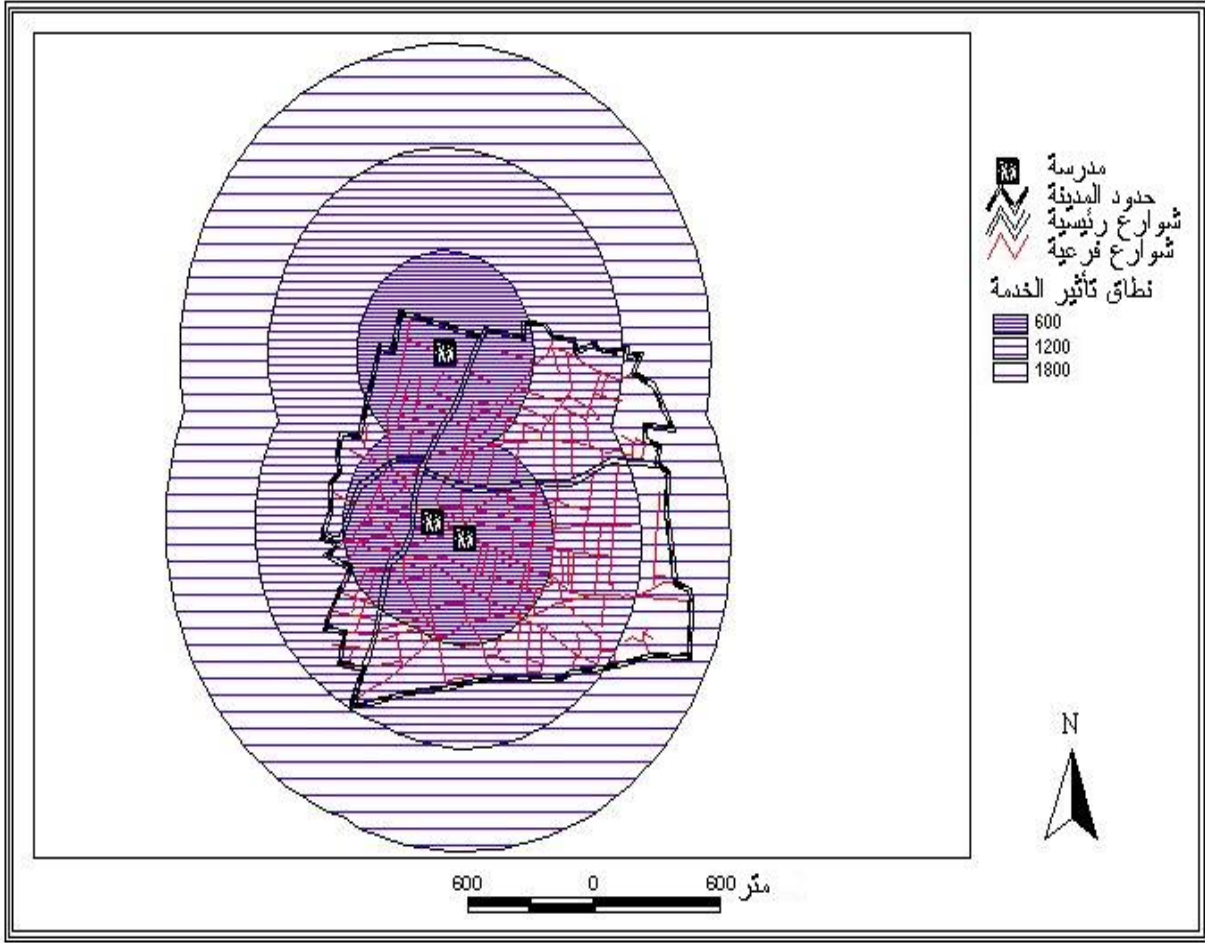 مدرسة
حدود المدينة
شوارع رئيسية
شوارع فرعية
نطاق تأثير الخدمة
600
1200
1800
N
600 0 600 متر